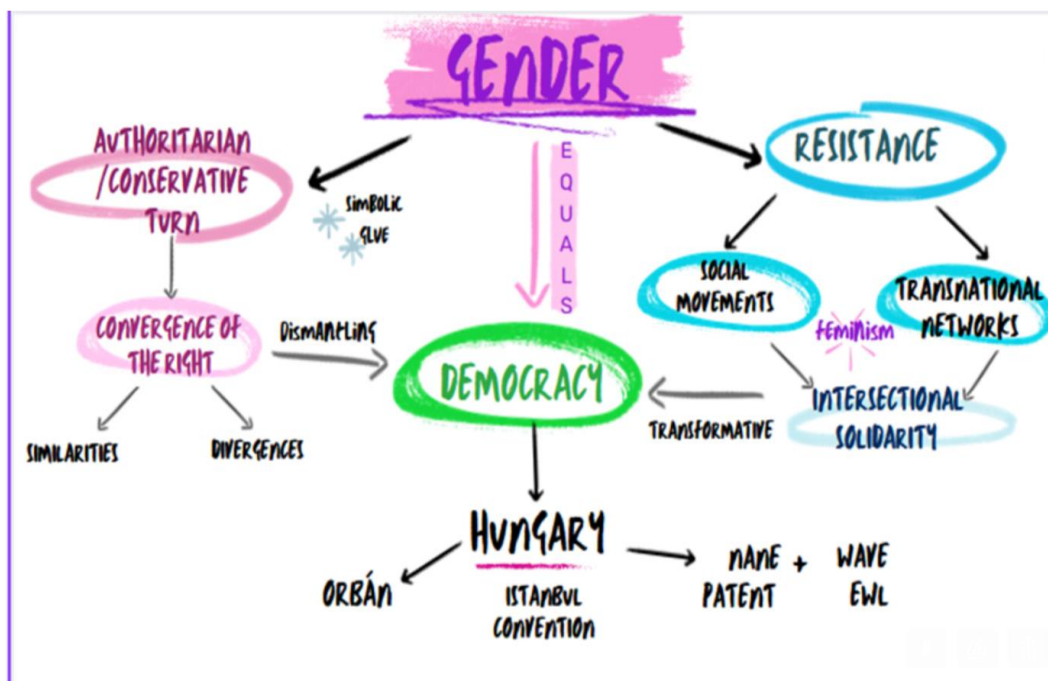 GENDER
AUTHORITARIAN
/CONSERVATIVE
TURN
SIMBOLIC
GLUE
EQUALS
RESISTANCE
SOCIAL
MOVEMENTS
TRANSNATIONAL
NETWORKS
feminism
CONVERGENCE OF
THE RIGHT
DISMANTLING
DEMOCRACY
TRANSFORMATIVE
INTERSECTIONAL
SOLIDARITY
SIMILARITIES
DIVERGENCES
HUNGARY
ORBÁN
ISTANBUL
CONVENTION
NANE + WAVE
PATENT EWL